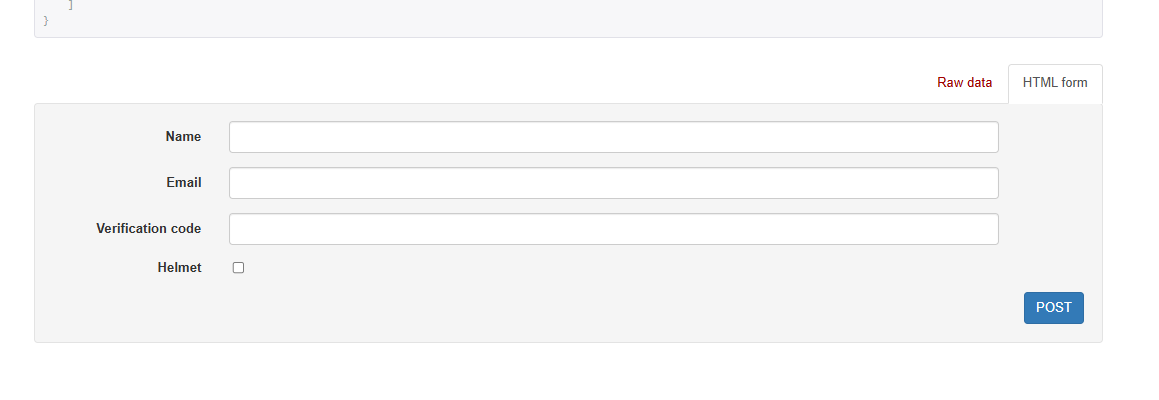 ]
}
Raw data
HTML form
Name
Email
Verification code
Helmet
POST